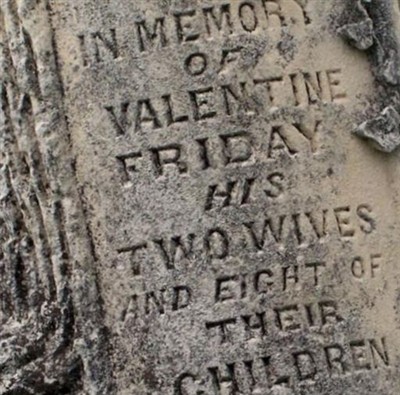 IN MEMORY
OF
VALENTINE
FRIDAY
HIS
TWO WIVES
AND EIGHT OF
THEIR
CHILDREN